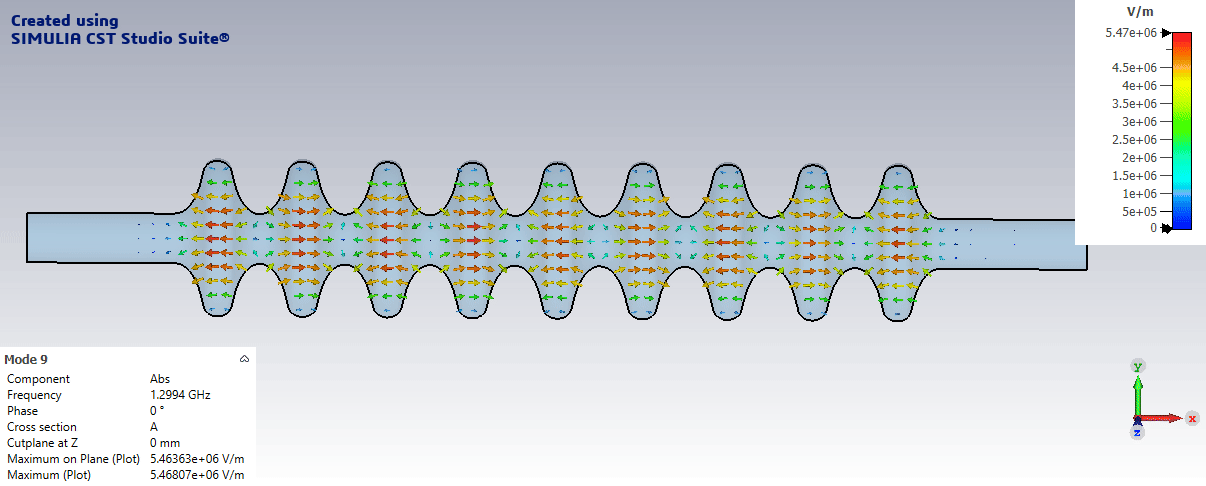 Created using
SIMULIA CST Studio Suite®
V/m
5.47e+06
4.5e+06
4e+06
3.5e+06
3e+06
2.5e+06
2e+06
1.5e+06
1e+06
5e+05
0
Mode 9
Component Abs
Frequency 1.2994 GHz
Phase 0 °
Cross section A
Cutplane at Z 0 mm
Maximum on Plane (Plot) 5.46363e+06 V/m
Maximum (Plot) 5.46807e+06 V/m
y
x
z